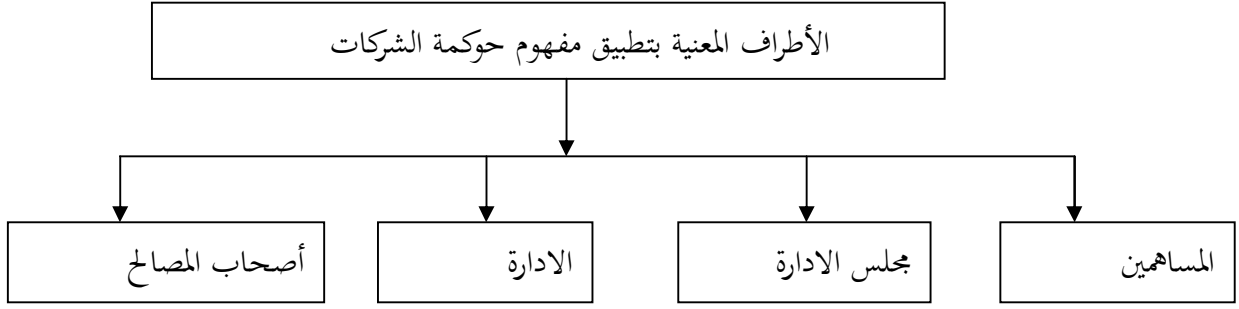 الأطراف المعنية بتطبيق مفهوم حوكمة الشركات
المساهمين
مجلس الادارة
الادارة
أصحاب المصالح